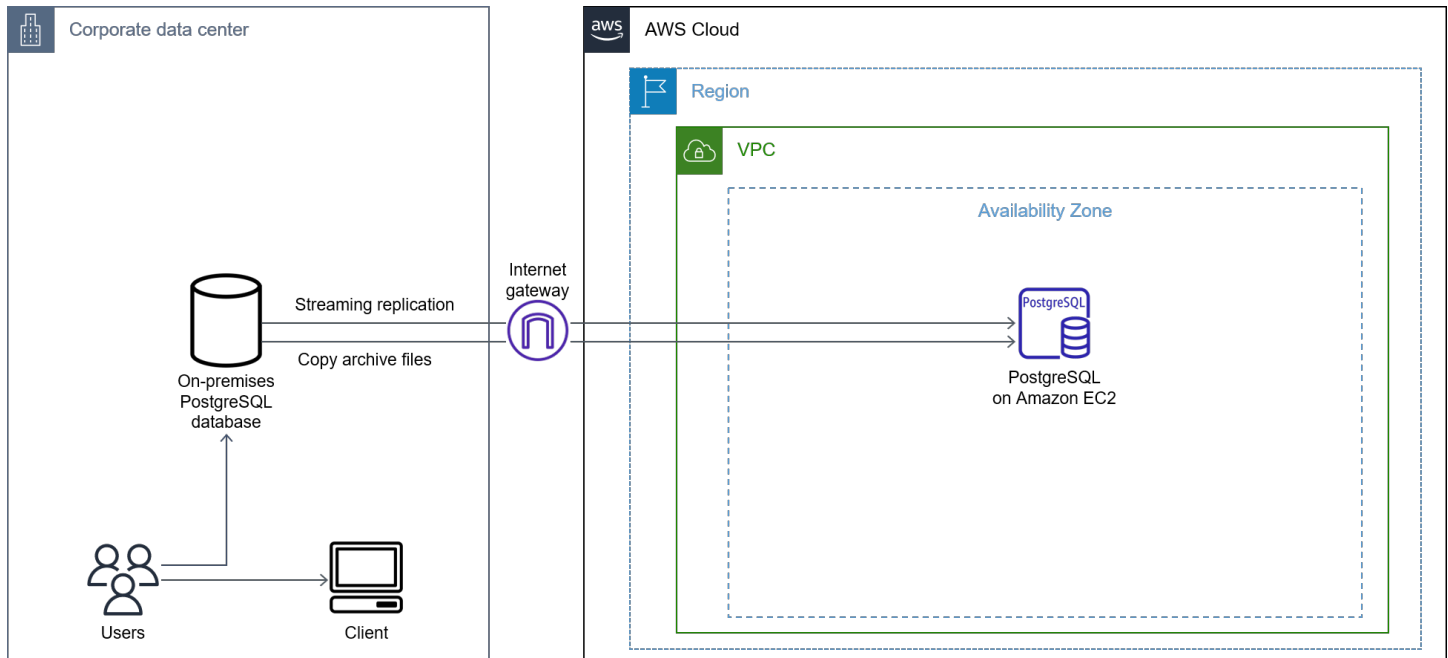 Corporate data center
aws
AWS Cloud
Region
VPC
Availability Zone
Internet
gateway
Streaming replication
Copy archive files
On-premises
PostgreSQL
database
PostgreSQL
PostgreSQL
on Amazon EC2
Users
Client